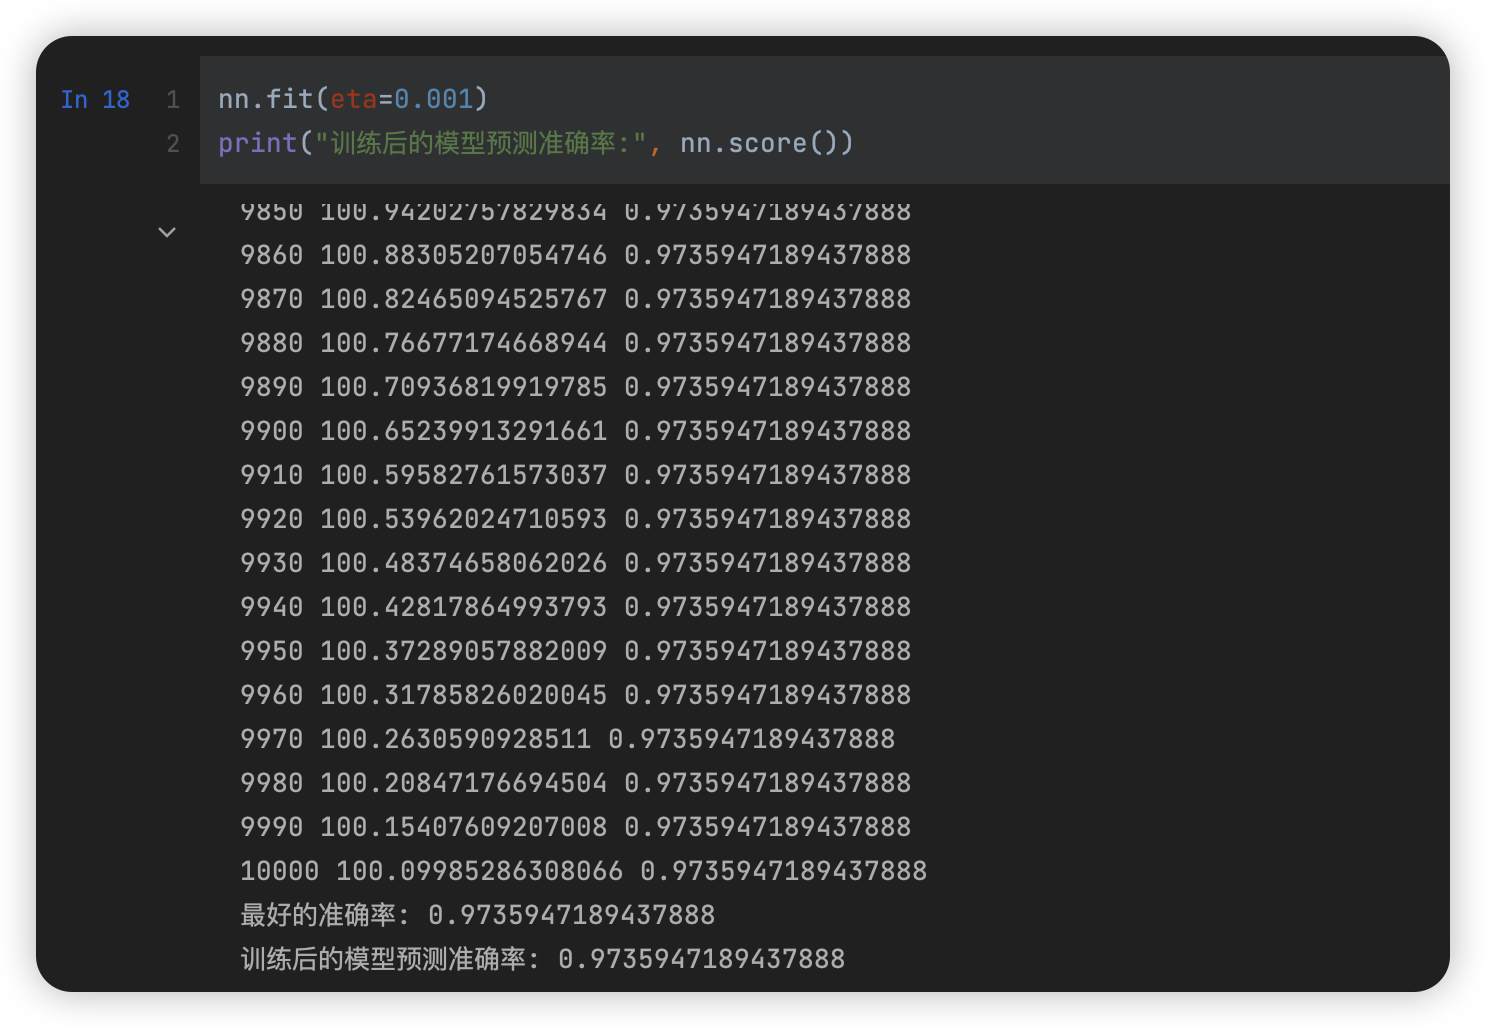 In 18
1 nn.fit(eta=0.001)
2 print("训练后的模型预测准确率:", nn.score())
9850 100.94202757829834 0.9735947189437888
9860 100.88305207054746 0.9735947189437888
9870 100.82465094525767 0.9735947189437888
9880 100.76677174668944 0.9735947189437888
9890 100.70936819919785 0.9735947189437888
9900 100.65239913291661 0.9735947189437888
9910 100.59582761573037 0.9735947189437888
9920 100.53962024710593 0.9735947189437888
9930 100.48374658062026 0.9735947189437888
9940 100.42817864993793 0.9735947189437888
9950 100.37289057882009 0.9735947189437888
9960 100.31785826020045 0.9735947189437888
9970 100.2630590928511 0.9735947189437888
9980 100.20847176694504 0.9735947189437888
9990 100.15407609207008 0.9735947189437888
10000 100.09985286308066 0.9735947189437888
最好的准确率: 0.9735947189437888
训练后的模型预测准确率: 0.9735947189437888